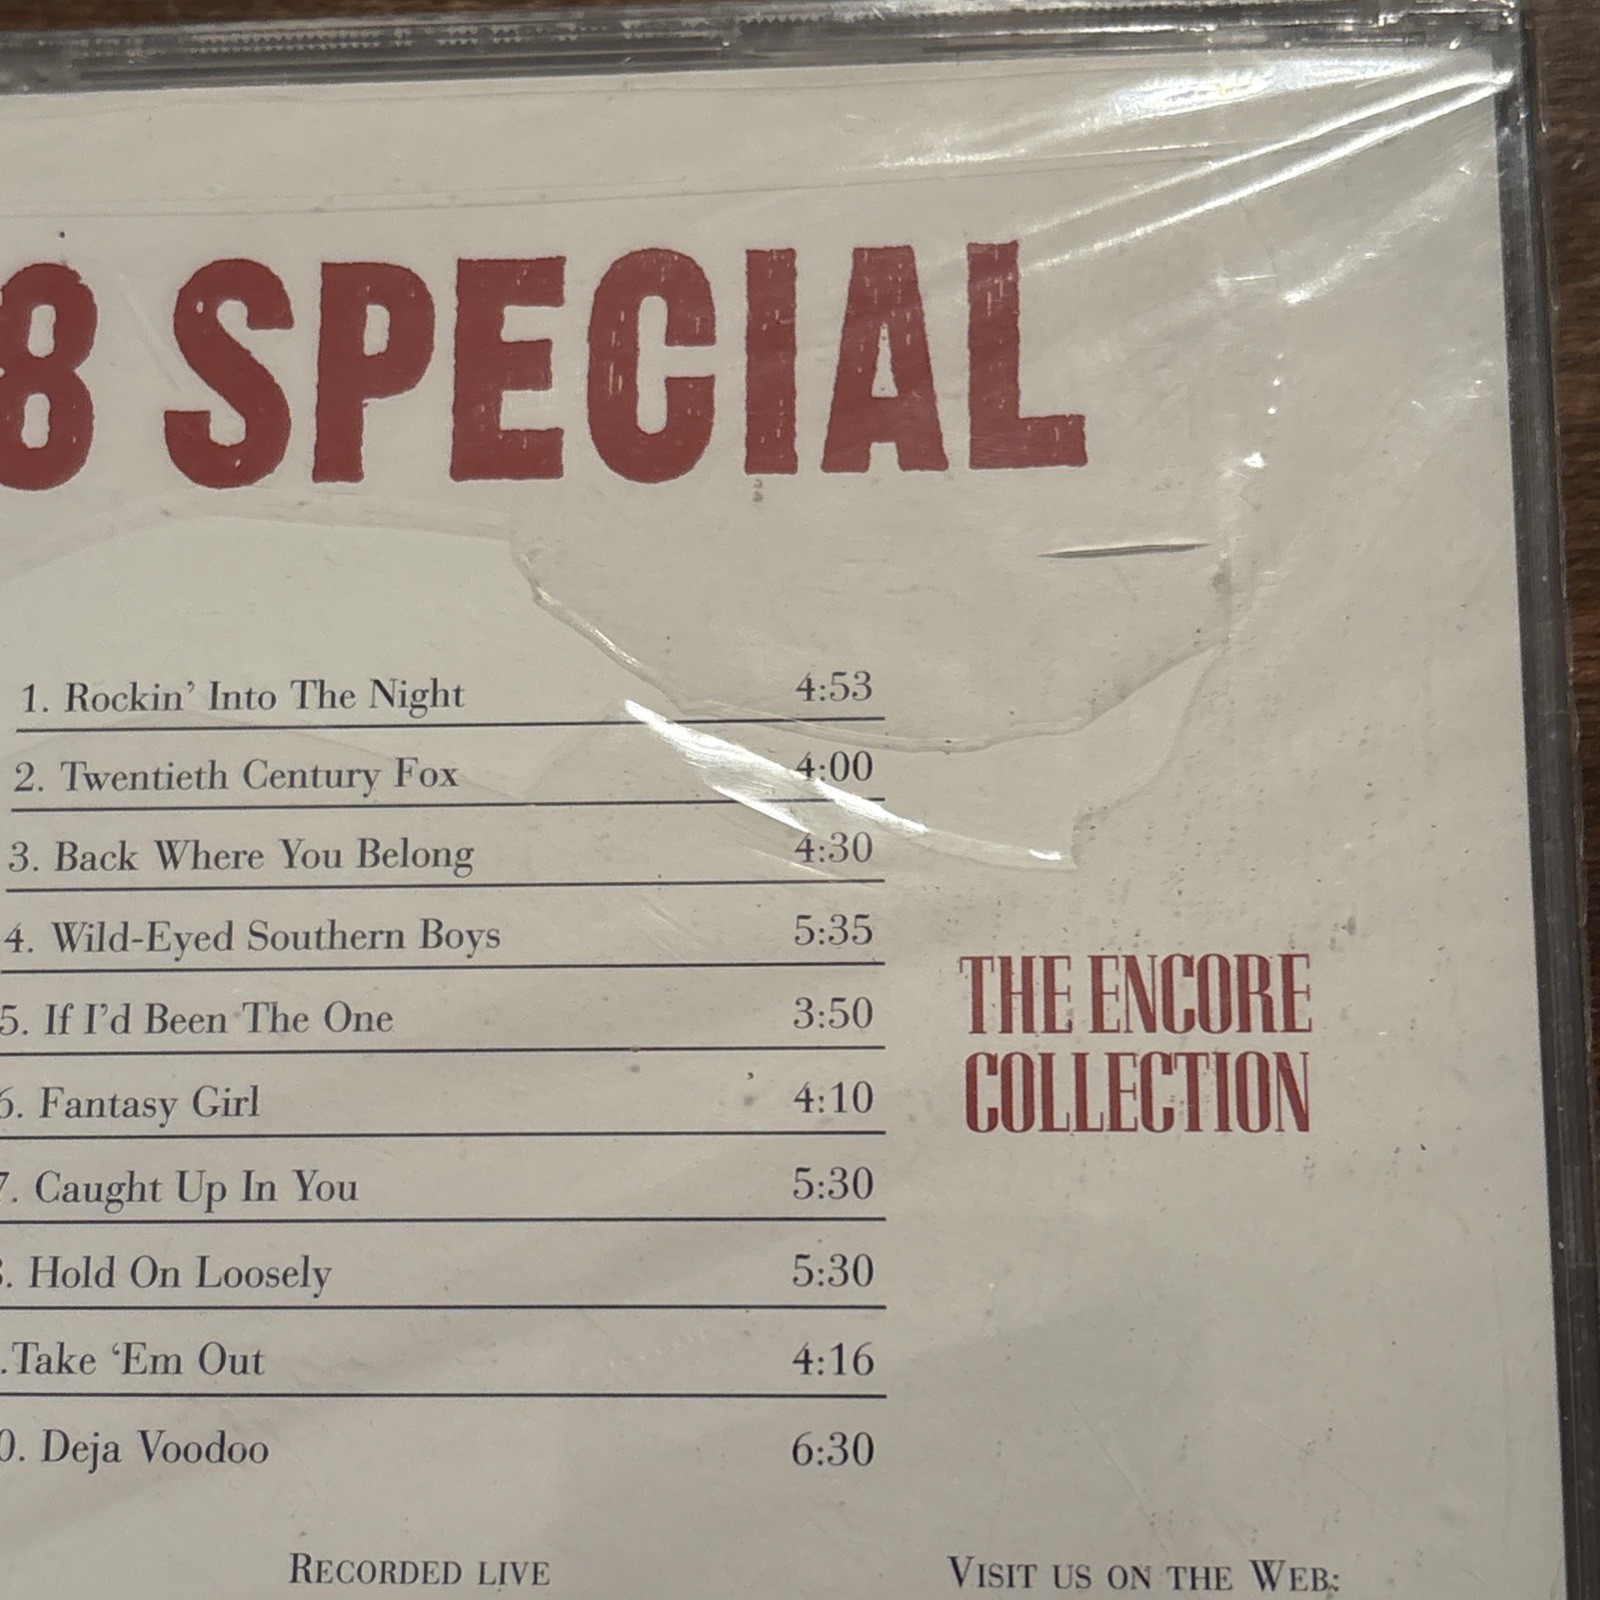 8 SPECIAL
1. Rockin' Into The Night 4:53
2. Twentieth Century Fox 4:00
3. Back Where You Belong 4:30
4. Wild-Eyed Southern Boys 5:35
5. If I'd Been The One 3:50
6. Fantasy Girl 4:10
7. Caught Up In You 5:30
. Hold On Loosely 5:30
.Take ‘Em Out 4:16
0. Deja Voodoo 6:30
THE ENCORE
COLLECTION
RECORDED LIVE
VISIT US ON THE WEB: